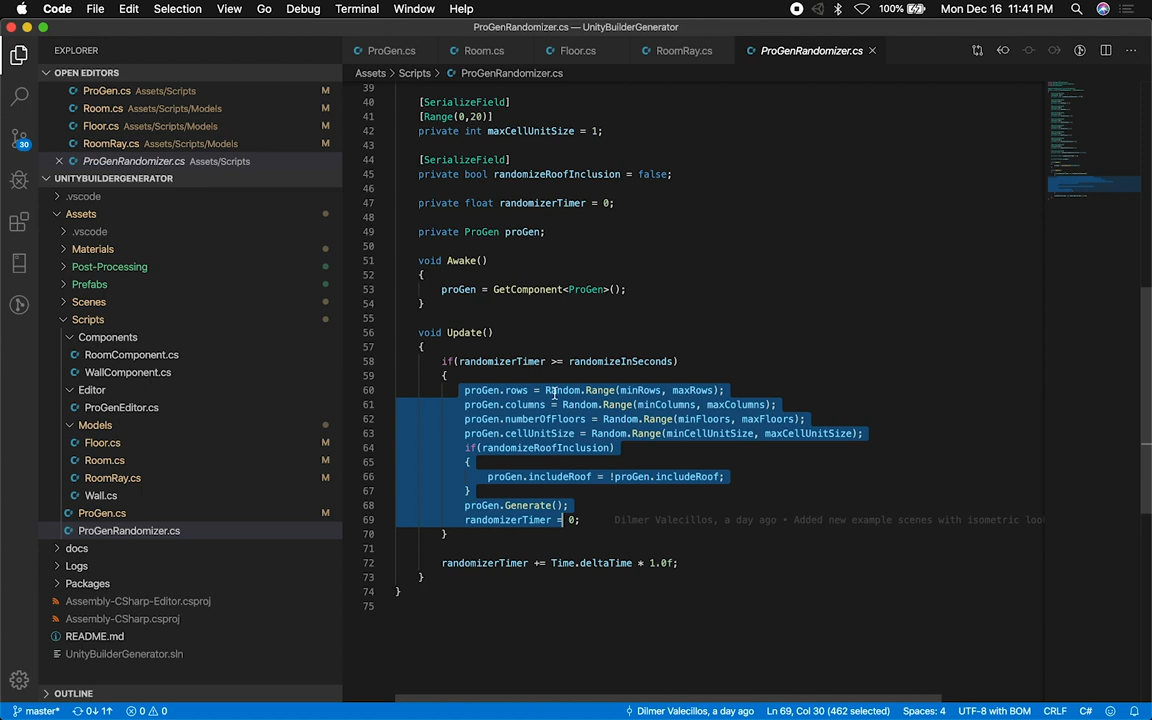 Code File Edit Selection View Go Debug Terminal Window Help 100% Mon Dec 16 11:41 PM
ProGenRandomizer.cs — UnityBuilderGenerator
EXPLORER
ProGen.cs Room.cs Floor.cs RoomRay.cs ProGenRandomizer.cs
OPEN EDITORS
Assets > Scripts > ProGenRandomizer.cs
ProGen.cs Assets/Scripts M
Room.cs Assets/Scripts/Models M
Floor.cs Assets/Scripts/Models M
RoomRay.cs Assets/Scripts/Models M
ProGenRandomizer.cs Assets/Scripts
UNITYBUILDERGENERATOR
.vscode
Assets
.vscode
Materials
Post-Processing
Prefabs
Scenes
Scripts
Components
RoomComponent.cs
WallComponent.cs
Editor
ProGenEditor.cs
Models
Floor.cs M
Room.cs M
RoomRay.cs M
Wall.cs
ProGen.cs M
ProGenRandomizer.cs
docs
Logs
Packages
Assembly-CSharp-Editor.csproj
Assembly-CSharp.csproj
README.md
UnityBuilderGenerator.sln
OUTLINE
30
39
40 [SerializeField]
41 [Range(0,20)]
42 private int maxCellUnitSize = 1;
43
44 [SerializeField]
45 private bool randomizeRoofInclusion = false;
46
47 private float randomizerTimer = 0;
48
49 private ProGen proGen;
50
51 void Awake()
52 {
53 proGen = GetComponent<ProGen>();
54 }
55
56 void Update()
57 {
58 if(randomizerTimer >= randomizeInSeconds)
59 {
60 proGen.rows = Random.Range(minRows, maxRows);
61 proGen.columns = Random.Range(minColumns, maxColumns);
62 proGen.numberOfFloors = Random.Range(minFloors, maxFloors);
63 proGen.cellUnitSize = Random.Range(minCellUnitSize, maxCellUnitSize);
64 if(randomizeRoofInclusion)
65 {
66 proGen.includeRoof = !proGen.includeRoof;
67 }
68 proGen.Generate();
69 randomizerTimer = 0; Dilmer Valecillos, a day ago • Added new example scenes with isometric loo
70 }
71
72 randomizerTimer += Time.deltaTime * 1.0f;
73 }
74 }
75
master* 0↓ 1↑ 0 0 Dilmer Valecillos, a day ago Ln 69, Col 30 (462 selected) Spaces: 4 UTF-8 with BOM CRLF C#